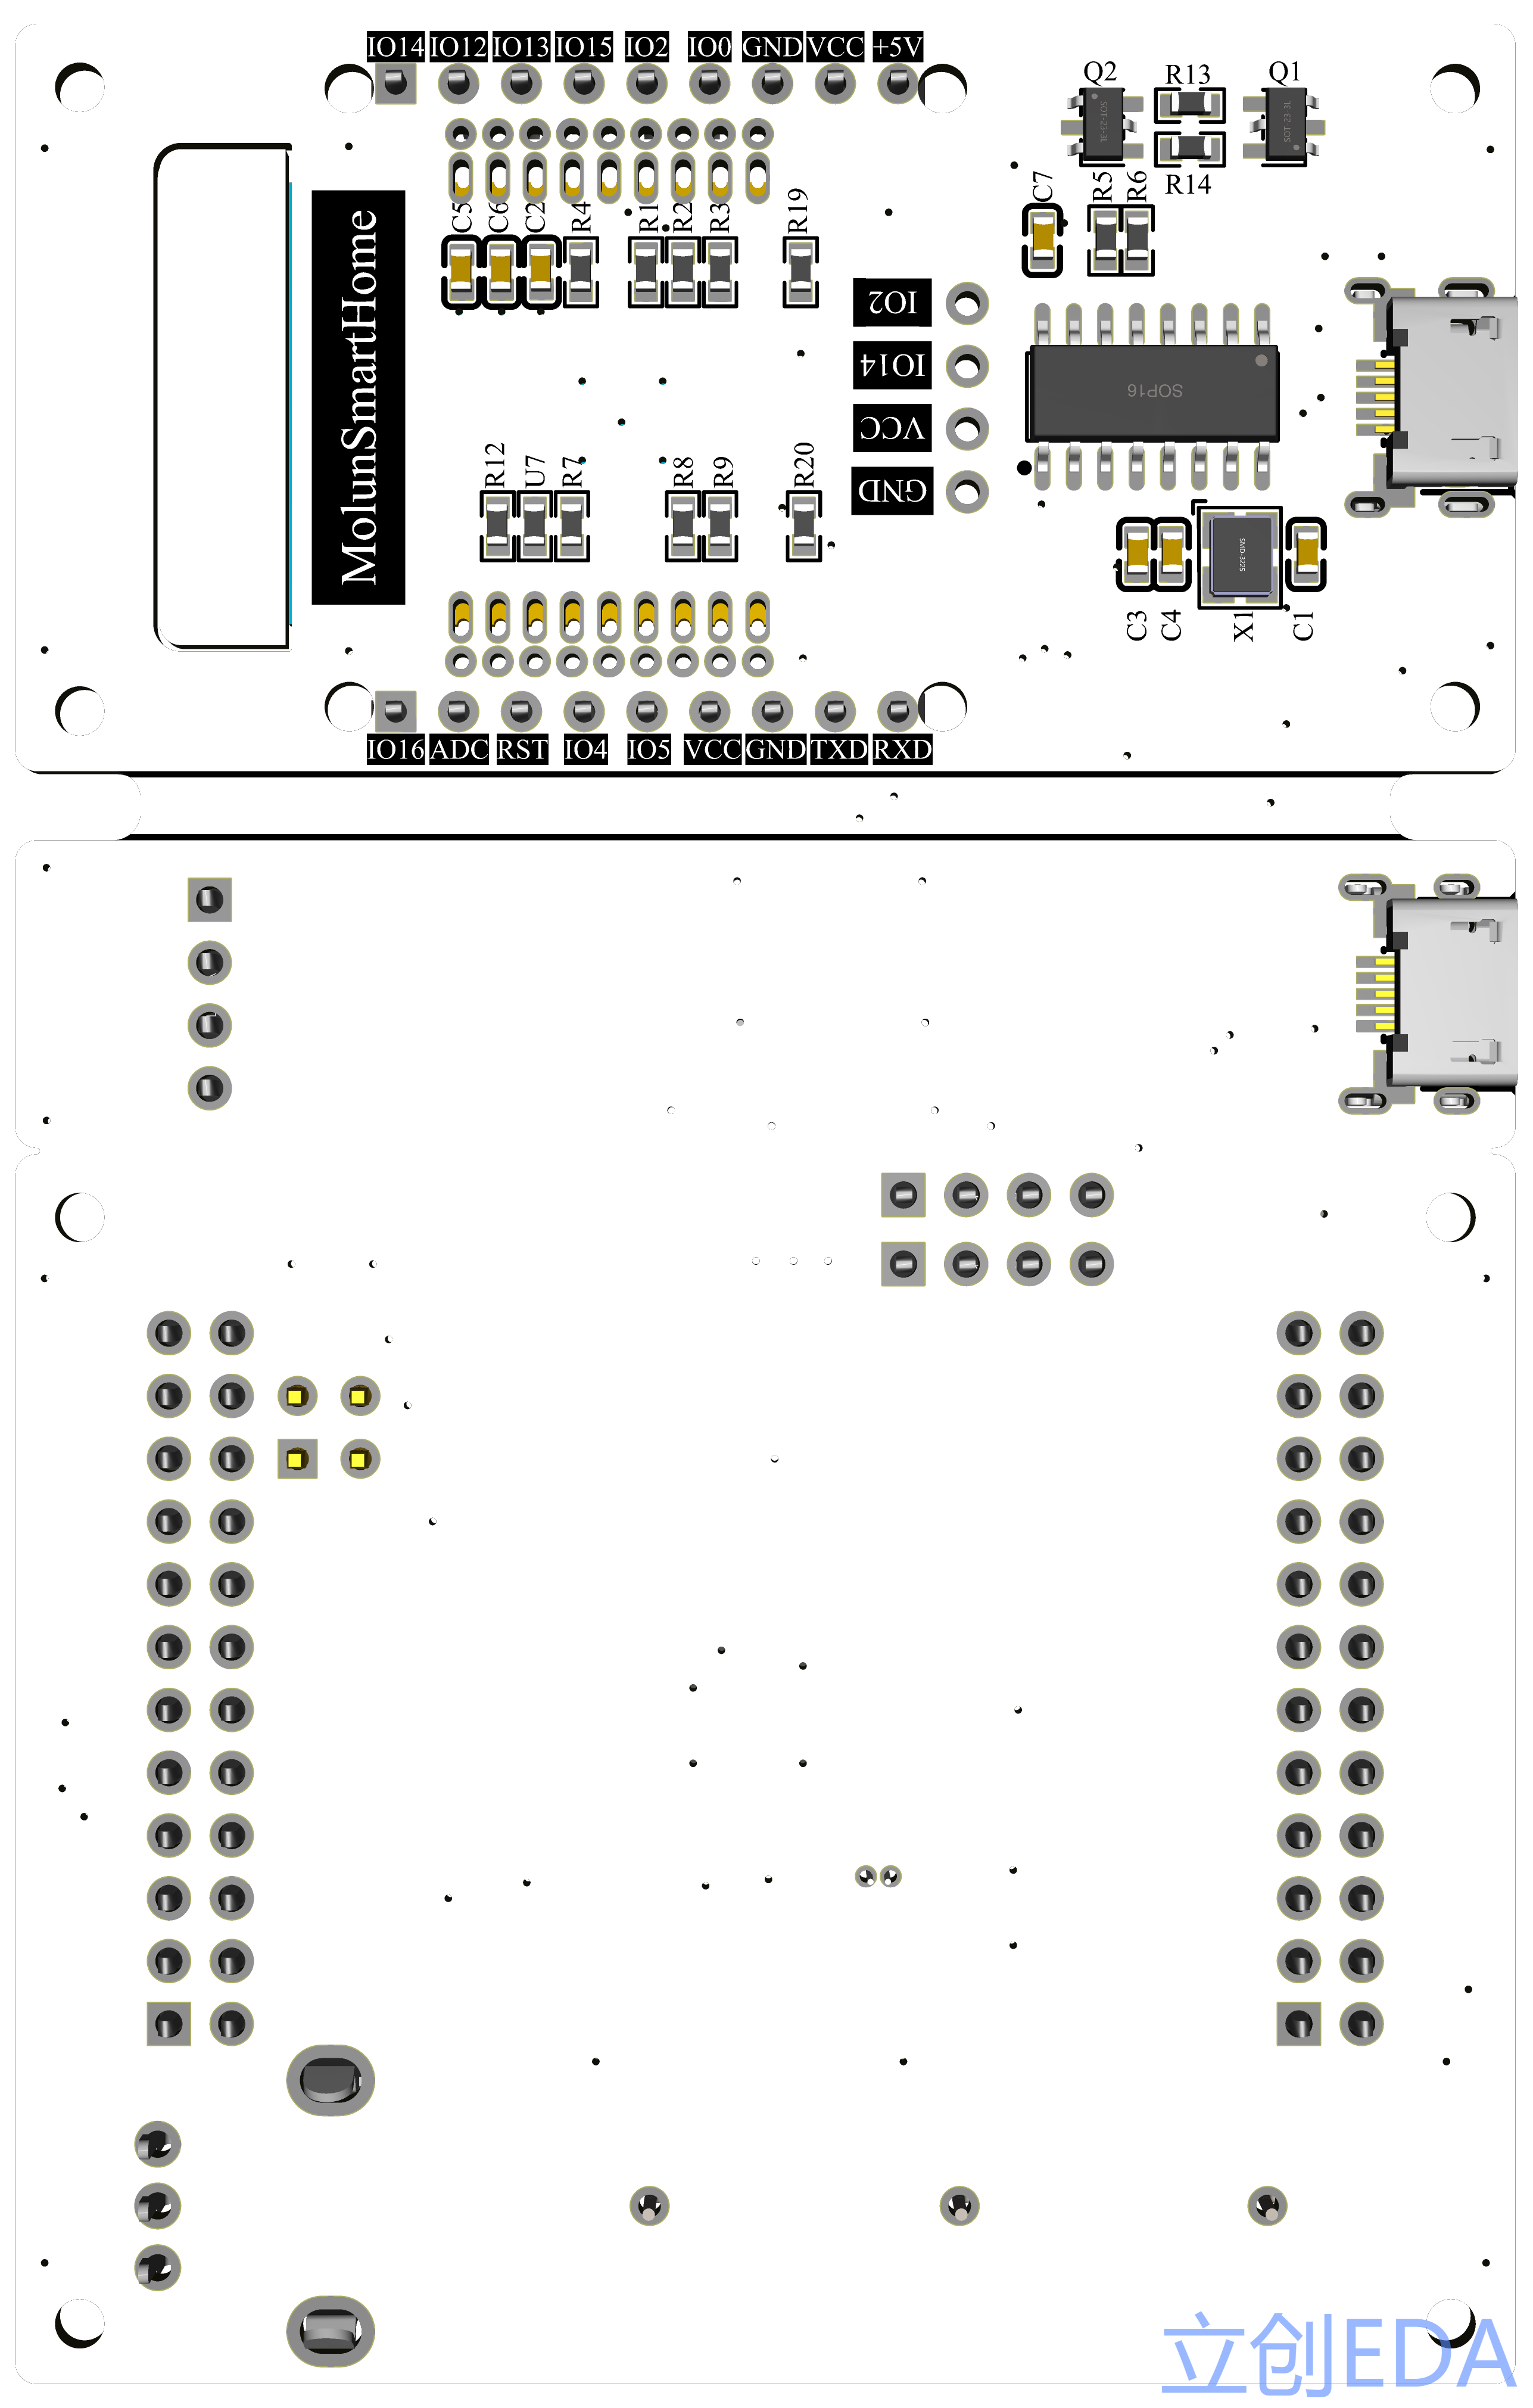 IO14 IO12 IO13 IO15 IO2 IO0 GND VCC +5V
Q2 R13 Q1
SOT-23-3L SOT-23-3L
R14
C5 C6 C2 R4 R1 R2 R3 R19 C7 R5 R6
MolunSmartHome
IO2
IO14
VCC
GND
SOP16
R12 U7 R7 R8 R9 R20
SMD-3225
C3 C4 X1 C1
IO16 ADC RST IO4 IO5 VCC GND TXD RXD
立创EDA